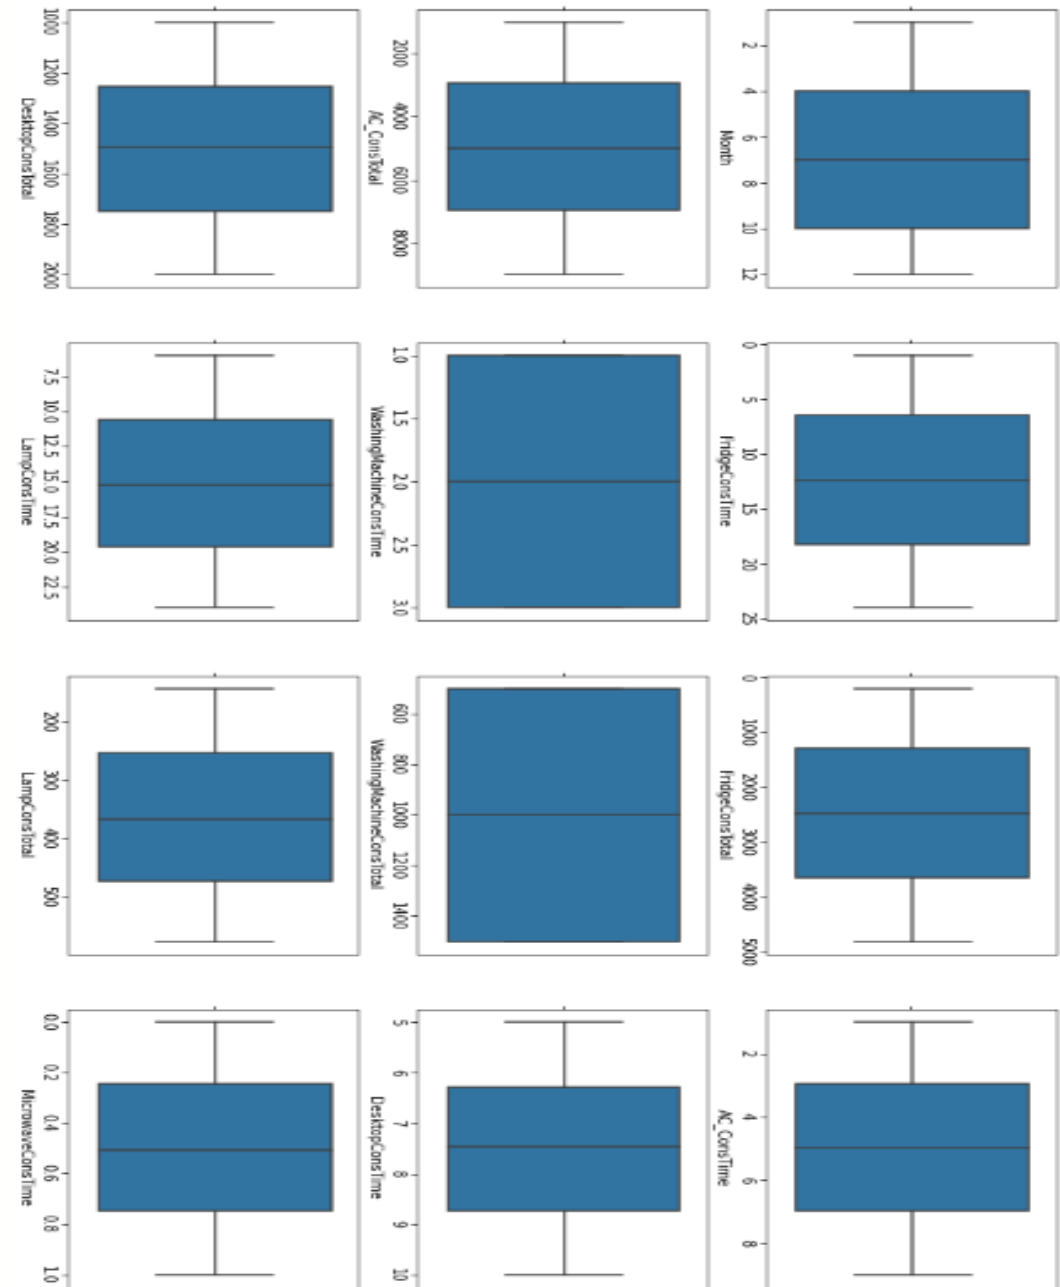 2 4 6 8 10 12
Month
0 5 10 15 20 25
FridgeConsTime
0 1000 2000 3000 4000 5000
FridgeConsTotal
2 4 6 8
AC_ConsTime
2000 4000 6000 8000
AC_ConsTotal
1.0 1.5 2.0 2.5 3.0
WashingMachineConsTime
600 800 1000 1200 1400
WashingMachineConsTotal
5 6 7 8 9 10
DesktopConsTime
1000 1200 1400 1600 1800 2000
DesktopConsTotal
7.5 10.0 12.5 15.0 17.5 20.0 22.5
LampConsTime
200 300 400 500
LampConsTotal
0.0 0.2 0.4 0.6 0.8 1.0
MicrowaveConsTime